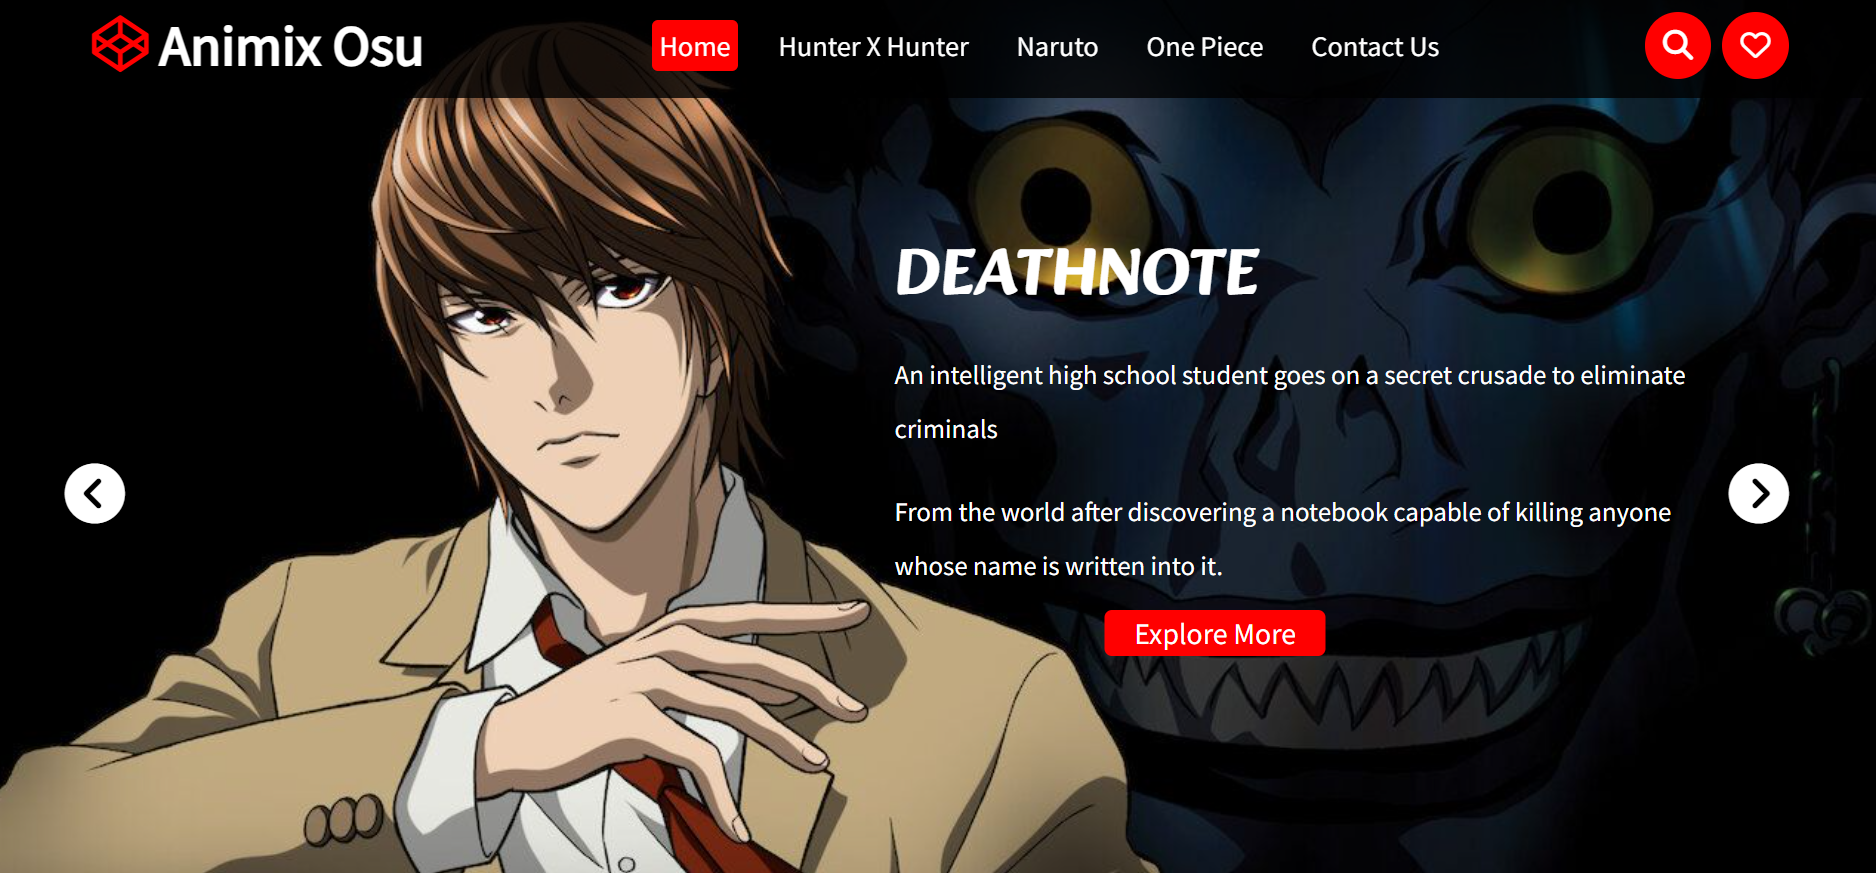 Animix Osu
Home
Hunter X Hunter
Naruto
One Piece
Contact Us
DEATHNOTE
An intelligent high school student goes on a secret crusade to eliminate
criminals
From the world after discovering a notebook capable of killing anyone
whose name is written into it.
Explore More